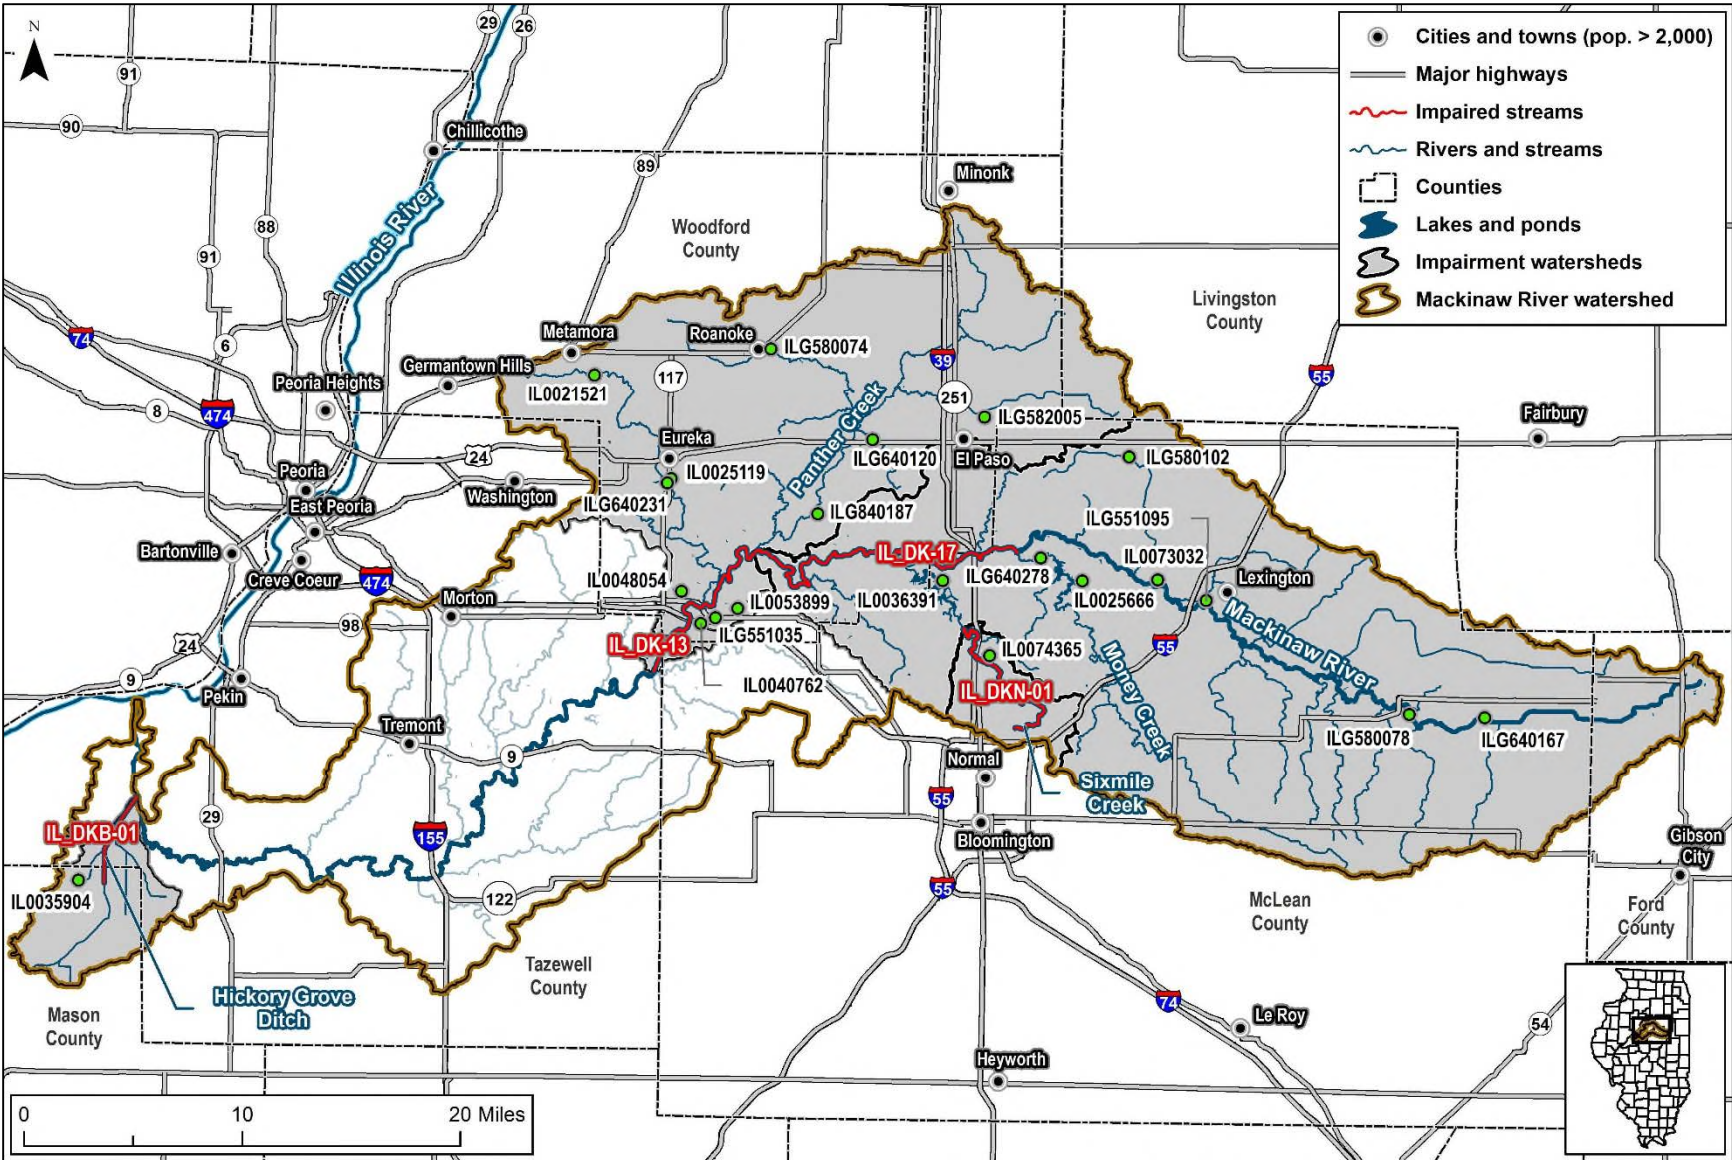 N
29
26
91
90
Chillicothe
89
Minonk
Cities and towns (pop. > 2,000)
Major highways
Impaired streams
Rivers and streams
Counties
Lakes and ponds
Impairment watersheds
Mackinaw River watershed
88
91
Illinois River
Woodford
County
Livingston
County
74
6
Metamora
Roanoke
ILG580074
39
55
Germantown Hills
117
IL0021521
Peoria Heights
251
8
474
Panther Creek
ILG582005
Fairbury
Eureka
24
ILG640120
El Paso
ILG580102
IL0025119
Peoria
Washington
ILG640231
East Peoria
ILG840187
ILG551095
Bartonville
IL_DK-17
IL0073032
Creve Coeur
474
IL0048054
ILG640278
Lexington
Morton
IL0053899
IL0036391
IL0025666
98
ILG551035
Mackinaw River
24
IL_DK-13
IL0074365
55
Money Creek
9
IL0040762
IL_DKN-01
Pekin
Tremont
ILG580078
ILG640167
9
Normal
Sixmile
Creek
55
29
IL_DKB-01
155
Bloomington
Gibson
City
IL0035904
122
55
McLean
County
Ford
County
Tazewell
County
Hickory Grove
Ditch
74
Mason
County
Le Roy
54
Heyworth
0
10
20 Miles